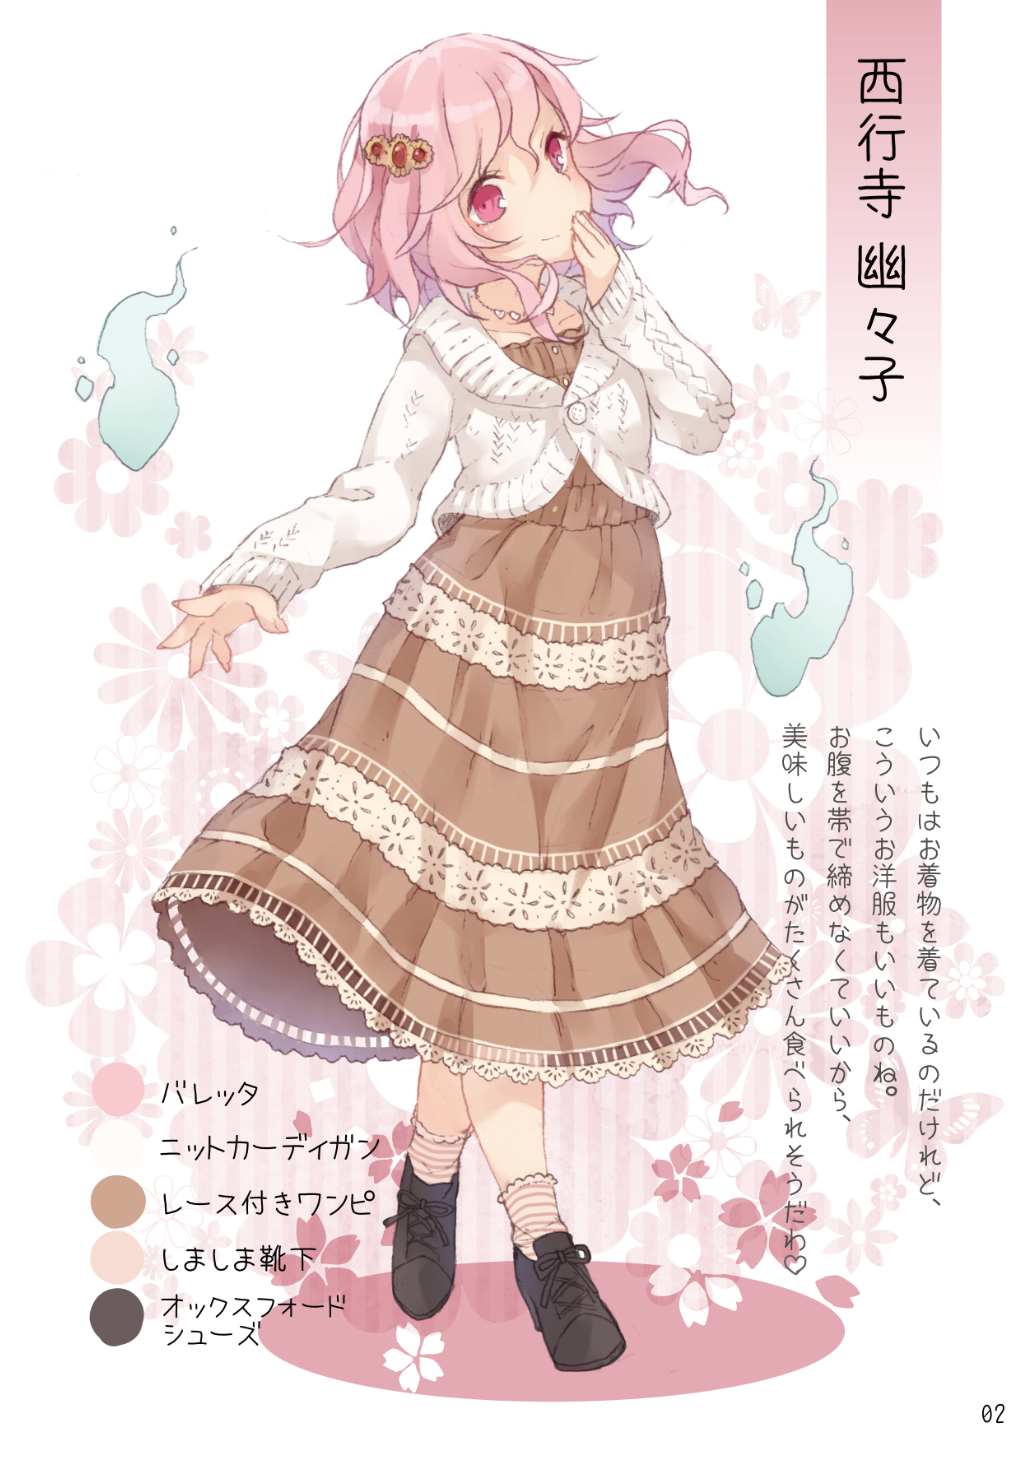 西行寺 幽々子
いつもはお着物を着ているのだけれど、
こういうお洋服もいいものね。
お腹を帯で締めなくていいから、
美味しいものがたくさん食べられそうだわ♡
バレッタ
ニットカーディガン
レース付きワンピ
しましま靴下
オックスフォード
シューズ
02